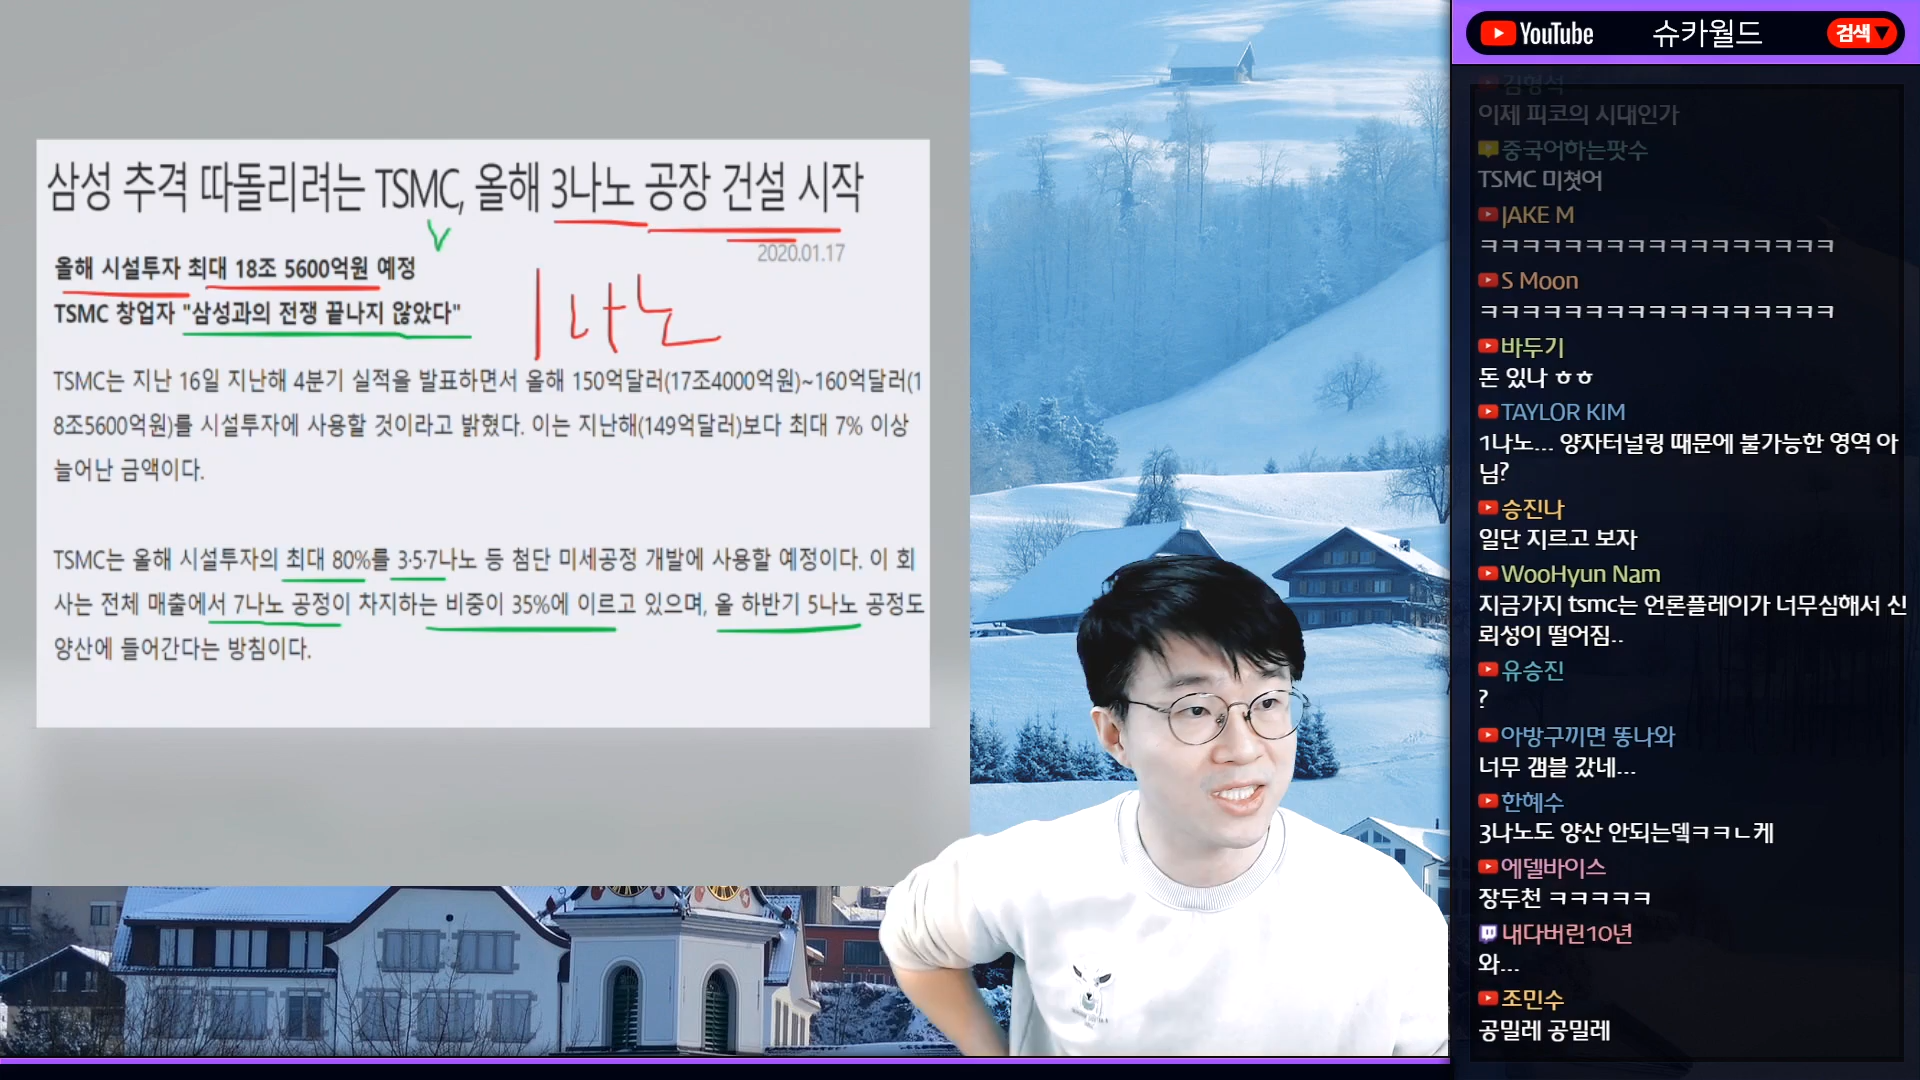 삼성 추격 따돌리려는 TSMC, 올해 3나노 공장 건설 시작
2020.01.17
올해 시설투자 최대 18조 5600억원 예정
TSMC 창업자 "삼성과의 전쟁 끝나지 않았다"
1나노
TSMC는 지난 16일 지난해 4분기 실적을 발표하면서 올해 150억달러(17조4000억원)~160억달러(1
8조5600억원)를 시설투자에 사용할 것이라고 밝혔다. 이는 지난해(149억달러)보다 최대 7% 이상
늘어난 금액이다.
TSMC는 올해 시설투자의 최대 80%를 3·5·7나노 등 첨단 미세공정 개발에 사용할 예정이다. 이 회
사는 전체 매출에서 7나노 공정이 차지하는 비중이 35%에 이르고 있으며, 올 하반기 5나노 공정도
양산에 들어간다는 방침이다.
YouTube 슈카월드 검색▼
김형석
이제 피코의 시대인가
중국어하는팟수
TSMC 미쳣어
JAKE M
ㅋㅋㅋㅋㅋㅋㅋㅋㅋㅋㅋㅋㅋㅋㅋㅋㅋ
S Moon
ㅋㅋㅋㅋㅋㅋㅋㅋㅋㅋㅋㅋㅋㅋㅋㅋㅋ
바두기
돈 있나 ㅎㅎ
TAYLOR KIM
1나노... 양자터널링 때문에 불가능한 영역 아
님?
승진나
일단 지르고 보자
WooHyun Nam
지금가지 tsmc는 언론플레이가 너무심해서 신
뢰성이 떨어짐..
유승진
?
아방구끼면 똥나와
너무 갬블 갔네...
한혜수
3나노도 양산 안되는뎈ㅋㅋㄴ케
에델바이스
장두천 ㅋㅋㅋㅋㅋ
내다버린10년
와...
조민수
공밀레 공밀레